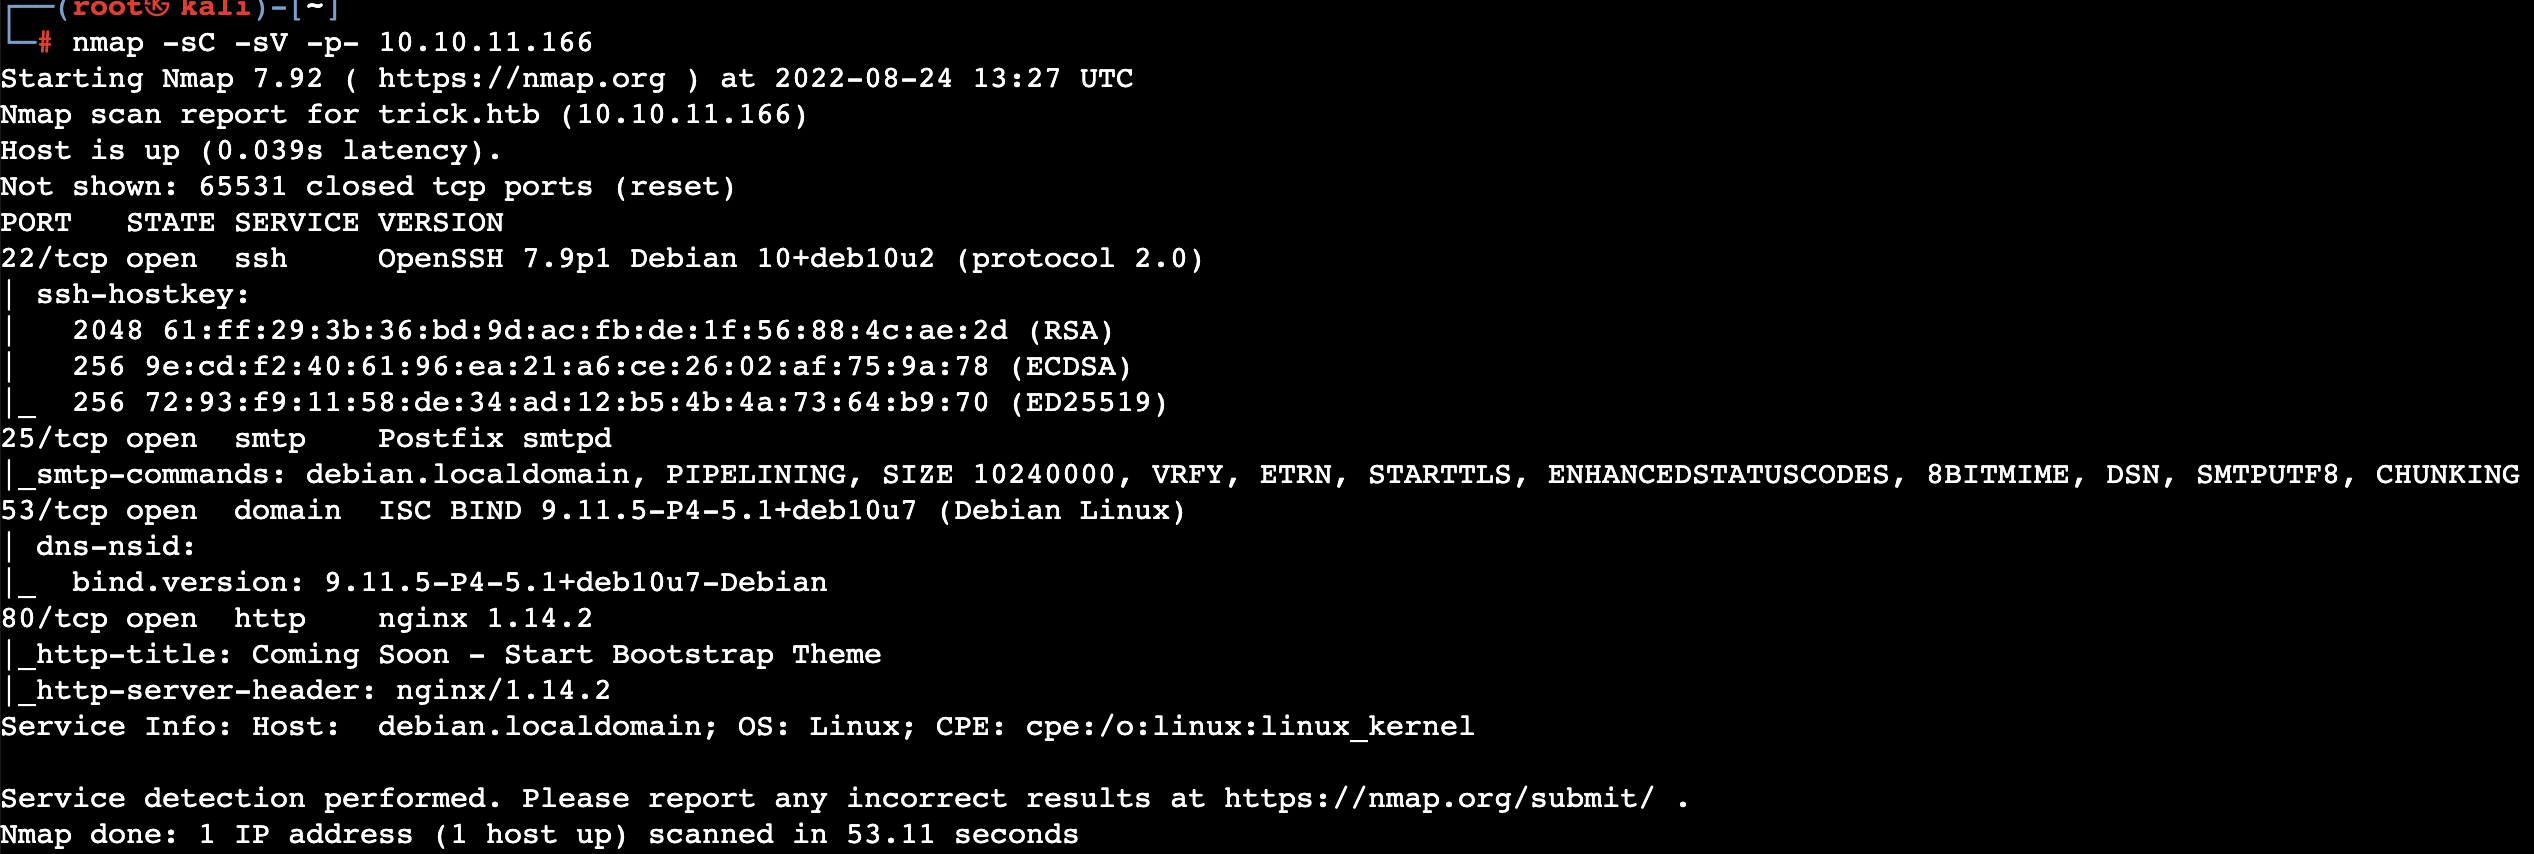 ┌──(root㉿kali)-[~]
└─# nmap -sC -sV -p- 10.10.11.166
Starting Nmap 7.92 ( https://nmap.org ) at 2022-08-24 13:27 UTC
Nmap scan report for trick.htb (10.10.11.166)
Host is up (0.039s latency).
Not shown: 65531 closed tcp ports (reset)
PORT   STATE SERVICE VERSION
22/tcp open  ssh     OpenSSH 7.9p1 Debian 10+deb10u2 (protocol 2.0)
| ssh-hostkey:
|   2048 61:ff:29:3b:36:bd:9d:ac:fb:de:1f:56:88:4c:ae:2d (RSA)
|   256 9e:cd:f2:40:61:96:ea:21:a6:ce:26:02:af:75:9a:78 (ECDSA)
|_  256 72:93:f9:11:58:de:34:ad:12:b5:4b:4a:73:64:b9:70 (ED25519)
25/tcp open  smtp    Postfix smtpd
|_smtp-commands: debian.localdomain, PIPELINING, SIZE 10240000, VRFY, ETRN, STARTTLS, ENHANCEDSTATUSCODES, 8BITMIME, DSN, SMTPUTF8, CHUNKING
53/tcp open  domain  ISC BIND 9.11.5-P4-5.1+deb10u7 (Debian Linux)
| dns-nsid:
|_  bind.version: 9.11.5-P4-5.1+deb10u7-Debian
80/tcp open  http    nginx 1.14.2
|_http-title: Coming Soon - Start Bootstrap Theme
|_http-server-header: nginx/1.14.2
Service Info: Host:  debian.localdomain; OS: Linux; CPE: cpe:/o:linux:linux_kernel
Service detection performed. Please report any incorrect results at https://nmap.org/submit/ .
Nmap done: 1 IP address (1 host up) scanned in 53.11 seconds